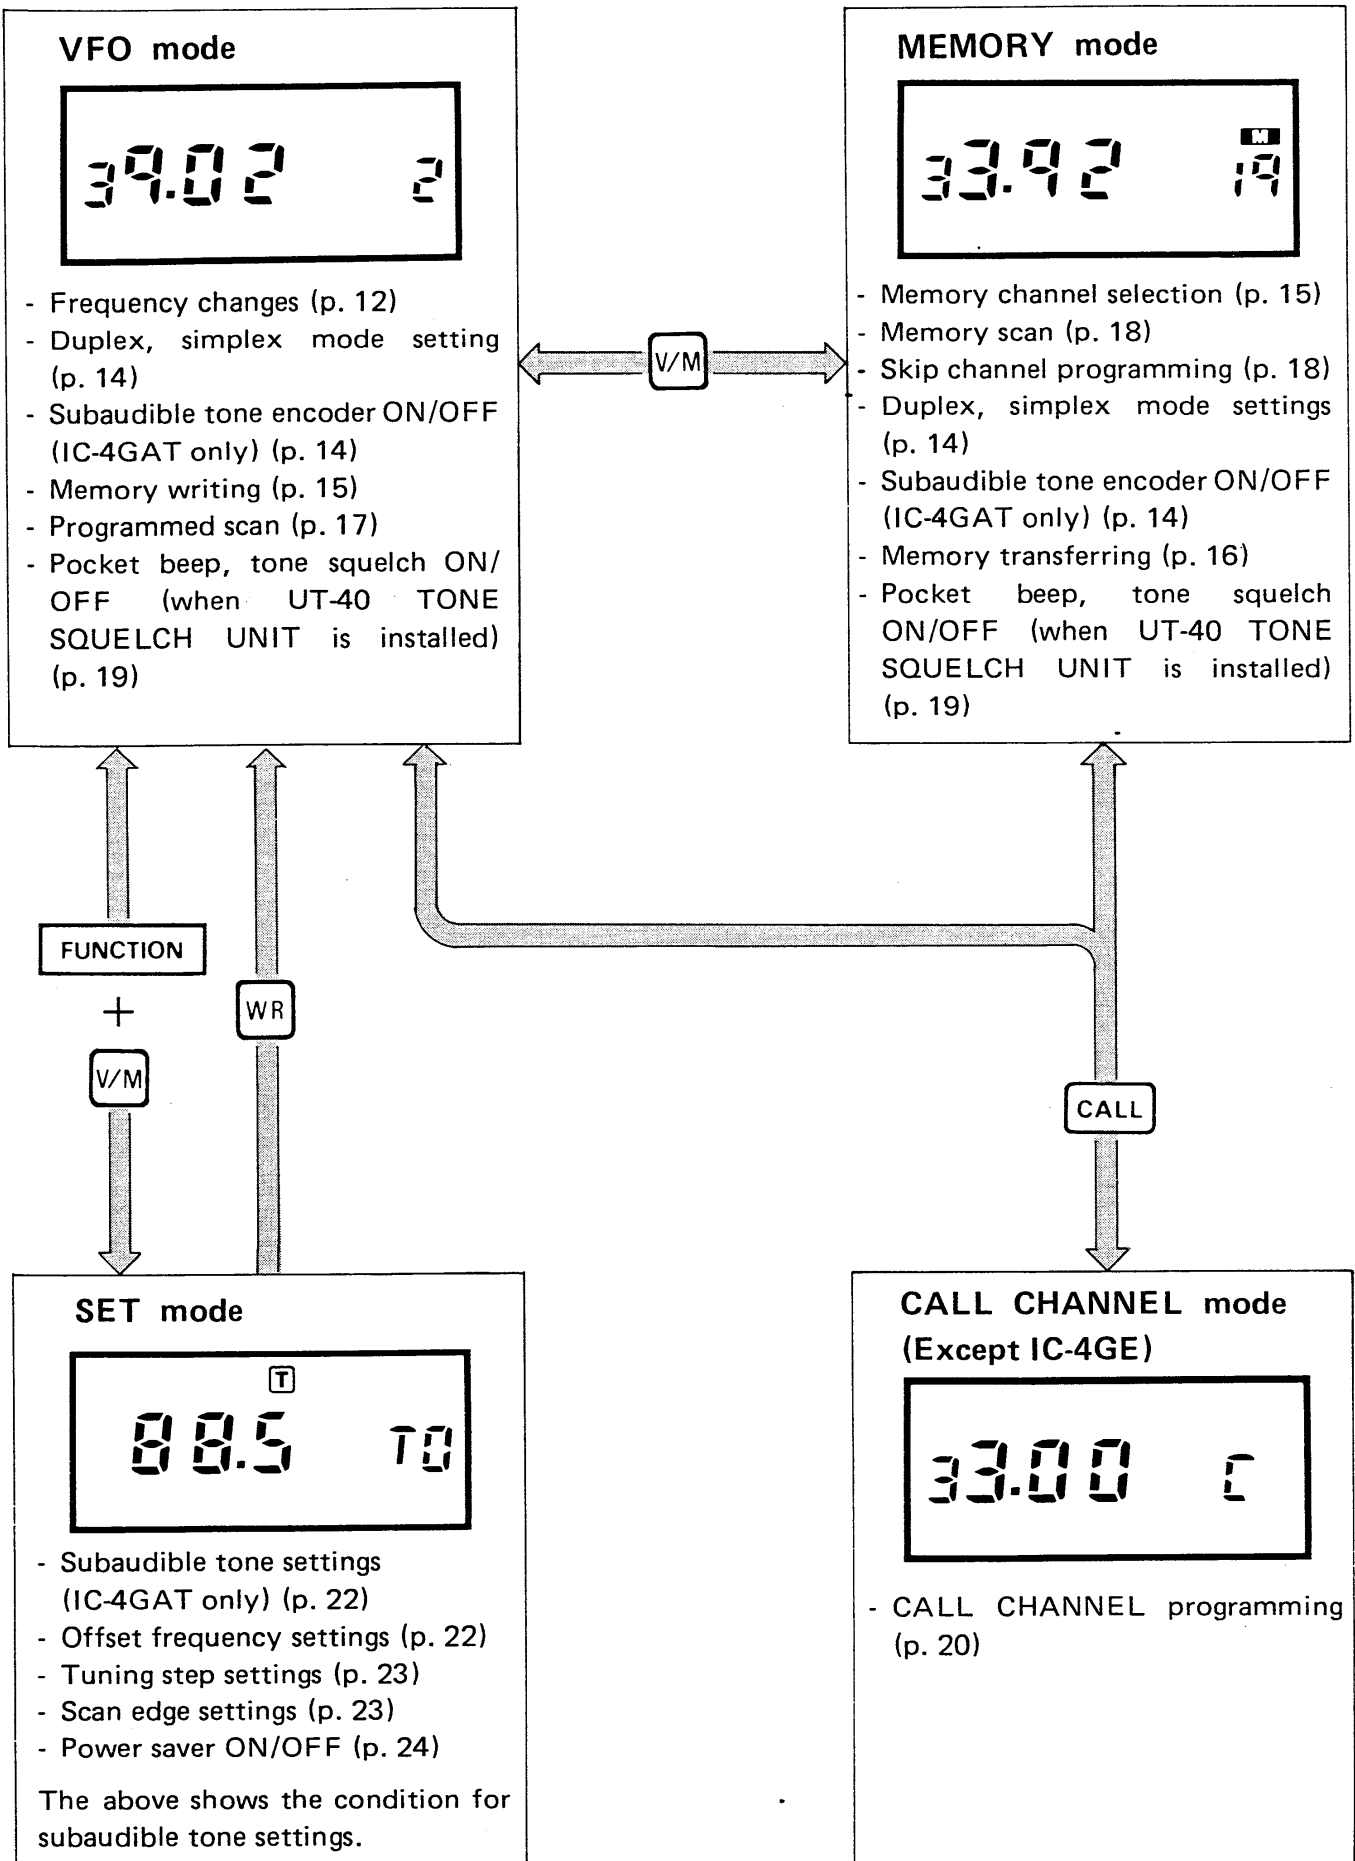 VFO mode
39.02 2
- Frequency changes (p. 12)
- Duplex, simplex mode setting
(p. 14)
- Subaudible tone encoder ON/OFF
(IC-4GAT only) (p. 14)
- Memory writing (p. 15)
- Programmed scan (p. 17)
- Pocket beep, tone squelch ON/
OFF (when UT-40 TONE
SQUELCH UNIT is installed)
(p. 19)
V/M
MEMORY mode
M
33.92 19
- Memory channel selection (p. 15)
- Memory scan (p. 18)
- Skip channel programming (p. 18)
- Duplex, simplex mode settings
(p. 14)
- Subaudible tone encoder ON/OFF
(IC-4GAT only) (p. 14)
- Memory transferring (p. 16)
- Pocket beep, tone squelch
ON/OFF (when UT-40 TONE
SQUELCH UNIT is installed)
(p. 19)
FUNCTION
+
V/M
WR
CALL
SET mode
T
88.5 T0
- Subaudible tone settings
(IC-4GAT only) (p. 22)
- Offset frequency settings (p. 22)
- Tuning step settings (p. 23)
- Scan edge settings (p. 23)
- Power saver ON/OFF (p. 24)
The above shows the condition for
subaudible tone settings.
CALL CHANNEL mode
(Except IC-4GE)
33.00 C
- CALL CHANNEL programming
(p. 20)